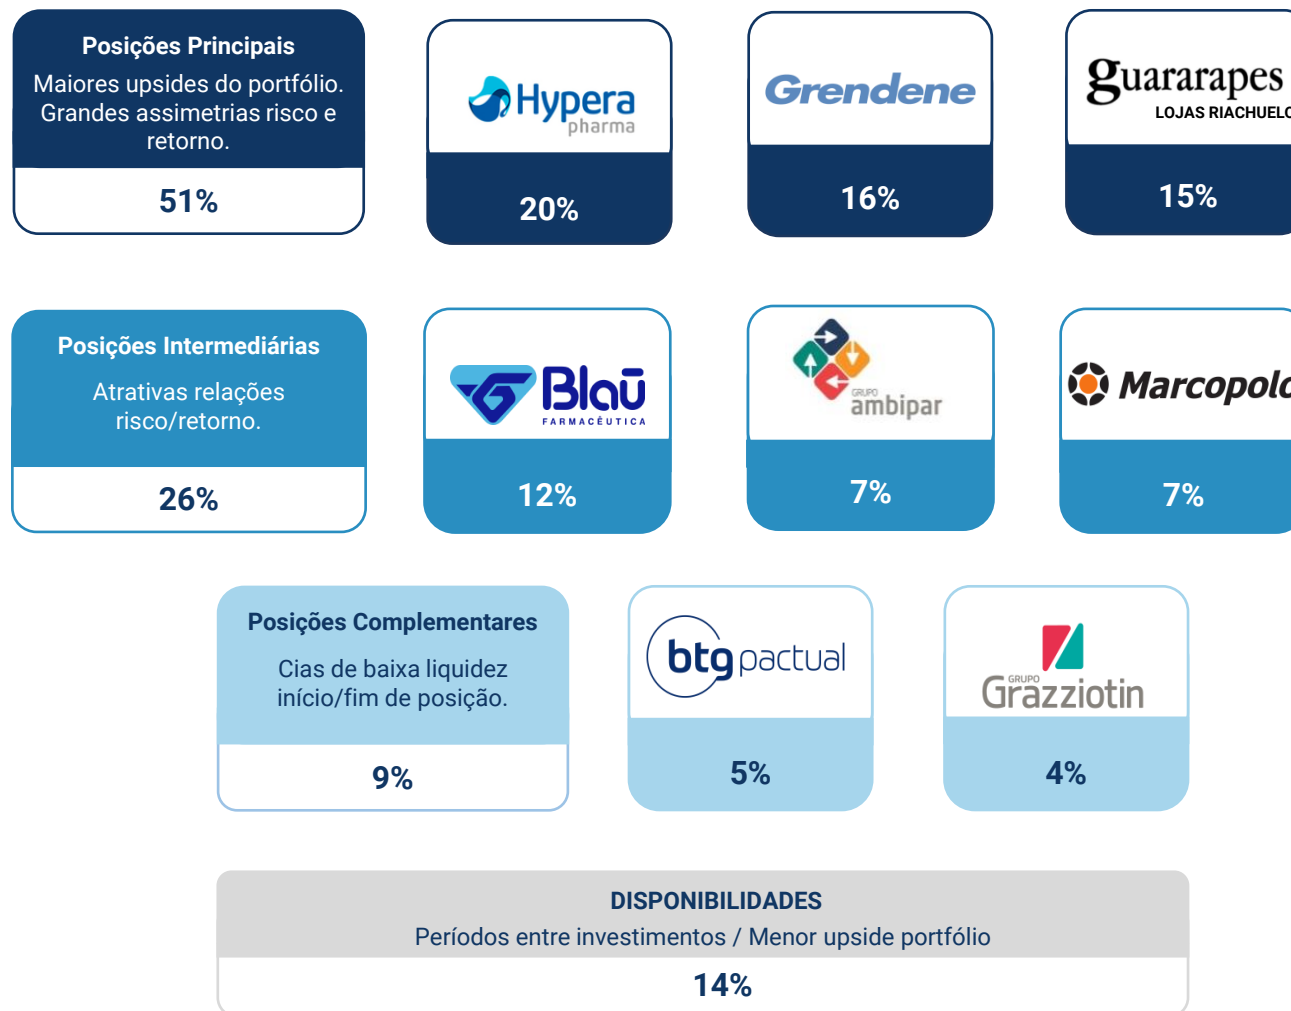 Posições Principais
Maiores upsides do portfólio.
Grandes assimetrias risco e
retorno.
51%
Hypera
pharma
20%
Grendene
16%
guararapes
LOJAS RIACHUELO
15%
Posições Intermediárias
Atrativas relações
risco/retorno.
26%
Blaū
FARMACÊUTICA
12%
GRUPO
ambipar
7%
Marcopolo
7%
Posições Complementares
Cias de baixa liquidez
início/fim de posição.
9%
btg pactual
5%
GRUPO
Grazziotin
4%
DISPONIBILIDADES
Períodos entre investimentos / Menor upside portfólio
14%